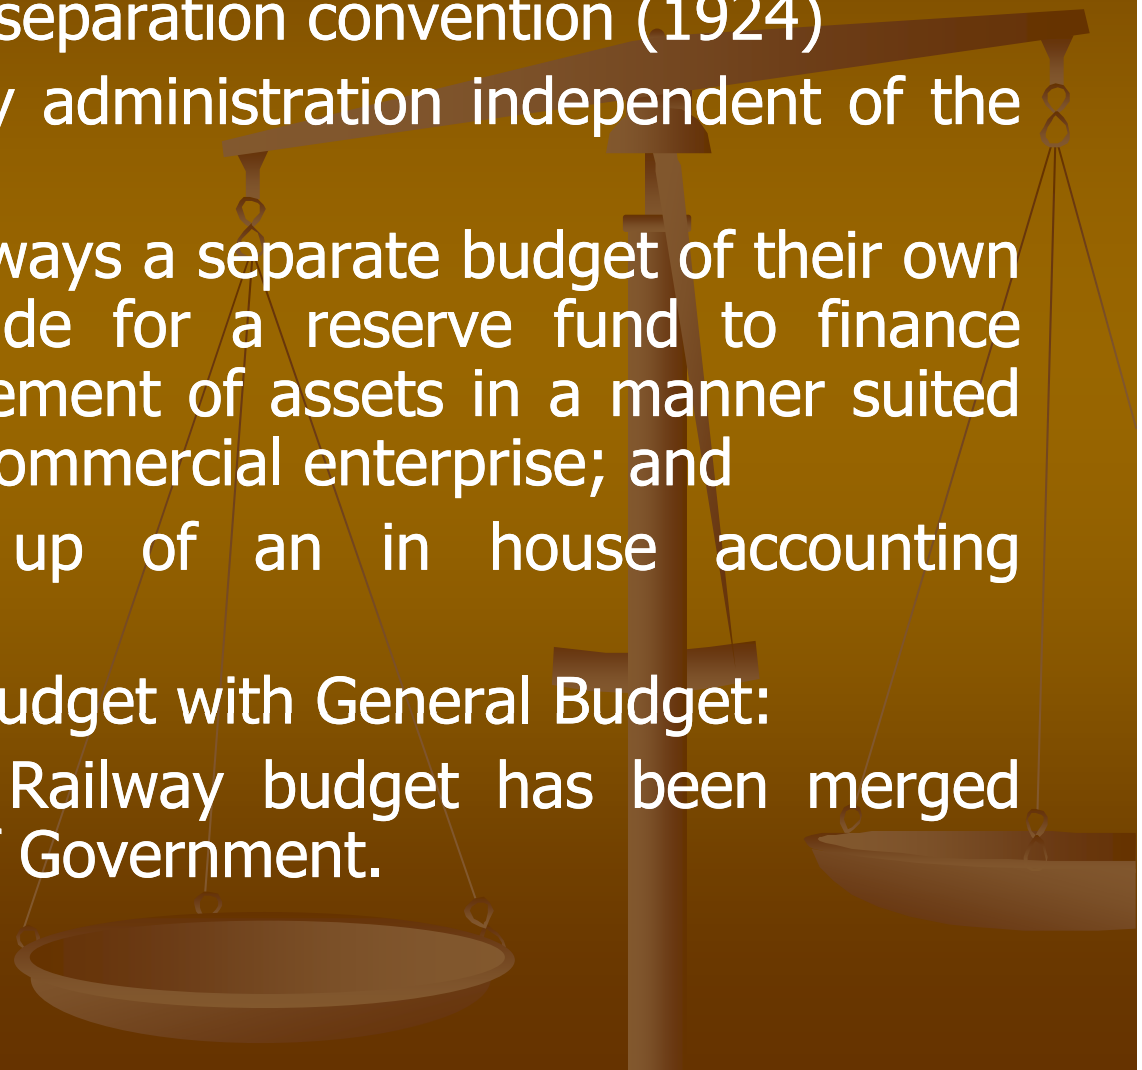 separation convention (1924)
y administration independent of the
ways a separate budget of their own
de for a reserve fund to finance
ement of assets in a manner suited
ommercial enterprise; and
up of an in house accounting
udget with General Budget:
Railway budget has been merged
Government.